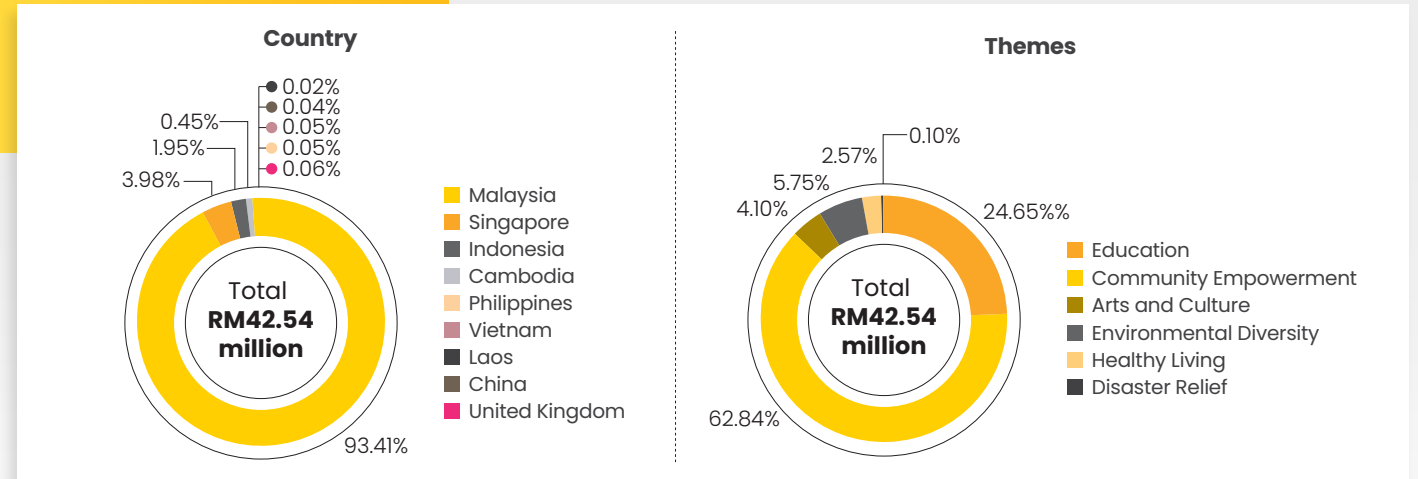 Country
0.02%
0.04%
0.05%
0.05%
0.06%
0.45%
1.95%
3.98%
93.41%
Total
RM42.54
million
Malaysia
Singapore
Indonesia
Cambodia
Philippines
Vietnam
Laos
China
United Kingdom
Themes
0.10%
2.57%
5.75%
4.10%
24.65%%
62.84%
Total
RM42.54
million
Education
Community Empowerment
Arts and Culture
Environmental Diversity
Healthy Living
Disaster Relief